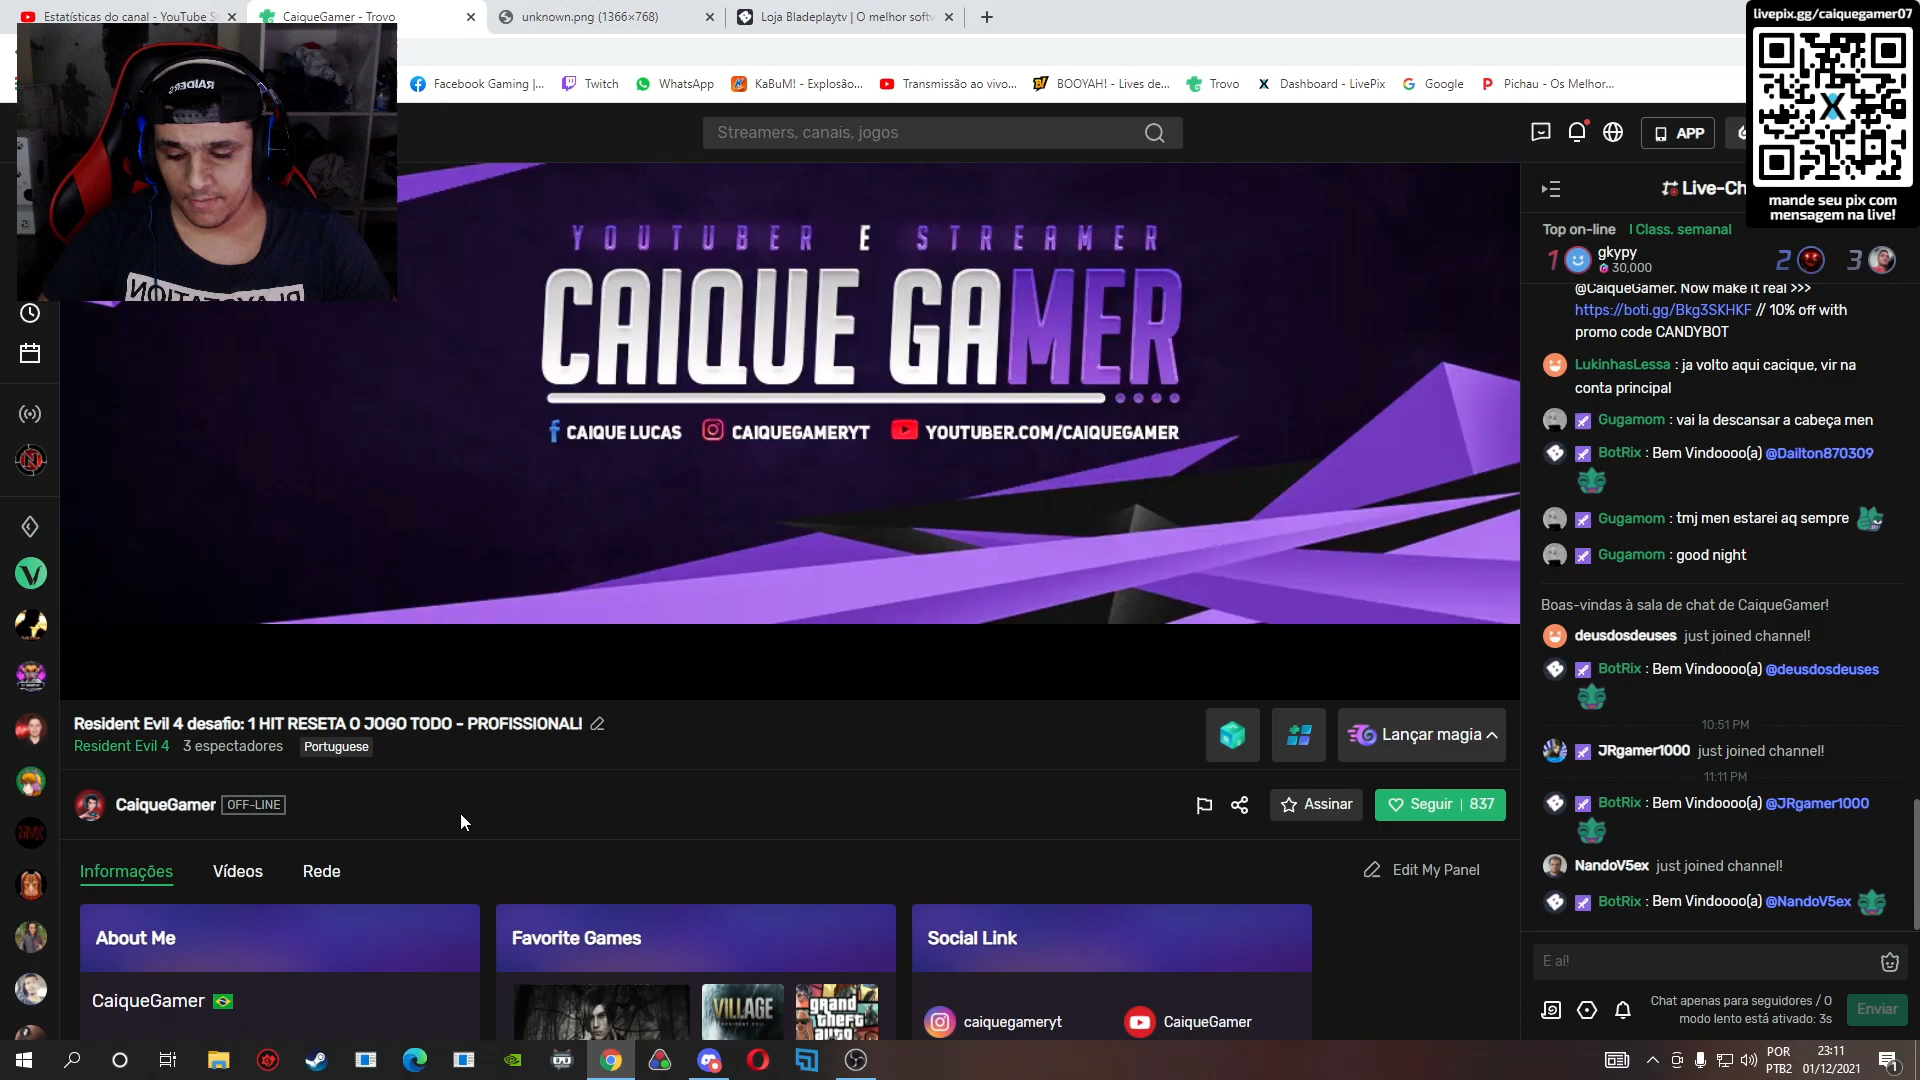 Estatísticas do canal - YouTube S
CaiqueGamer - Trovo
unknown.png (1366×768)
Loja Bladeplaytv | O melhor soft
livepix.gg/caiquegamer07
Facebook Gaming |...
Twitch
WhatsApp
KaBuM! - Explosão...
Transmissão ao vivo...
BOOYAH! - Lives de...
Trovo
Dashboard - LivePix
Google
Pichau - Os Melhor...
Streamers, canais, jogos
APP
mande seu pix com
mensagem na live!
RAIDERS
PLAYSTATION
YOUTUBER E STREAMER
CAIQUE GAMER
CAIQUE LUCAS
CAIQUEGAMERYT
YOUTUBER.COM/CAIQUEGAMER
Live-Ch
Top on-line | Class. semanal
1 gkypy 30,000
2
3
@CaiqueGamer. Now make it real >>>
https://boti.gg/Bkg3SKHKF // 10% off with
promo code CANDYBOT
LukinhasLessa : ja volto aqui cacique, vir na
conta principal
Gugamom : vai la descansar a cabeça men
BotRix : Bem Vindoooo(a) @Dailton870309
Gugamom : tmj men estarei aq sempre
Gugamom : good night
Boas-vindas à sala de chat de CaiqueGamer!
deusdosdeuses just joined channel!
BotRix : Bem Vindoooo(a) @deusdosdeuses
10:51 PM
JRgamer1000 just joined channel!
11:11 PM
BotRix : Bem Vindoooo(a) @JRgamer1000
NandoV5ex just joined channel!
BotRix : Bem Vindoooo(a) @NandoV5ex
E aí!
Chat apenas para seguidores / O
modo lento está ativado: 3s
Enviar
Resident Evil 4 desafio: 1 HIT RESETA O JOGO TODO - PROFISSIONAL!
Resident Evil 4 3 espectadores Portuguese
Lançar magia
CaiqueGamer OFF-LINE
Assinar
Seguir | 837
Informações
Vídeos
Rede
Edit My Panel
About Me
Favorite Games
Social Link
CaiqueGamer
VILLAGE
RESIDENT EVIL
grand
theft
auto
caiquegameryt
CaiqueGamer
POR
PTB2
23:11
01/12/2021
1